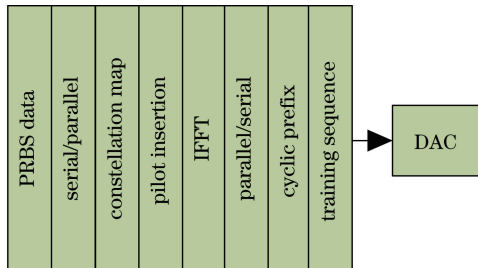 PRBS data
serial/parallel
constellation map
pilot insertion
IFFT
parallel/serial
cyclic prefix
training sequence
DAC